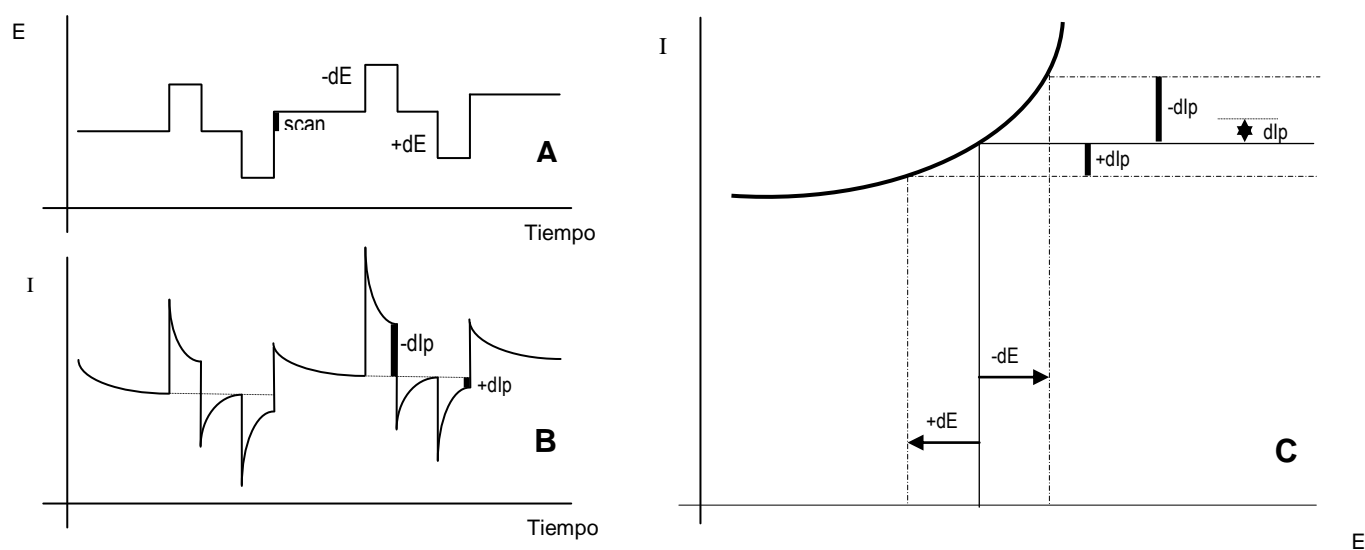 E
-dE
scan
+dE
A
Tiempo
I
-dIp
+dIp
B
Tiempo
I
-dIp
dIp
+dIp
-dE
+dE
C
E